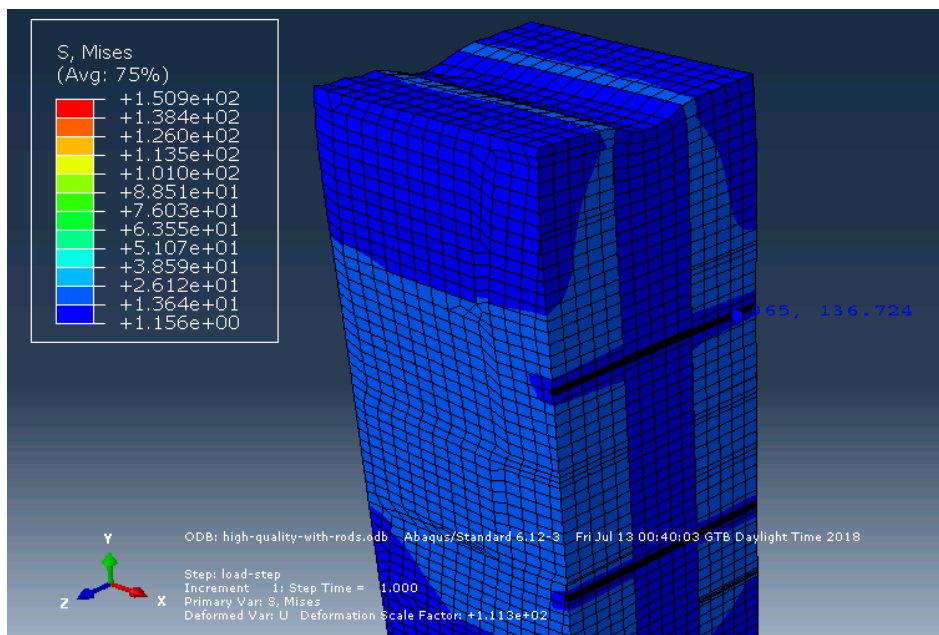 S, Mises
(Avg: 75%)
+1.509e+02
+1.384e+02
+1.260e+02
+1.135e+02
+1.010e+02
+8.851e+01
+7.603e+01
+6.355e+01
+5.107e+01
+3.859e+01
+2.612e+01
+1.364e+01
+1.156e+00
965, 136.724
ODB: high-quality-with-rods.odb Abaqus/Standard 6.12-3 Fri Jul 13 00:40:03 GTB Daylight Time 2018
Step: load-step
Increment 1: Step Time = 1.000
Primary Var: S, Mises
Deformed Var: U Deformation Scale Factor: +1.113e+02
Y
Z
X